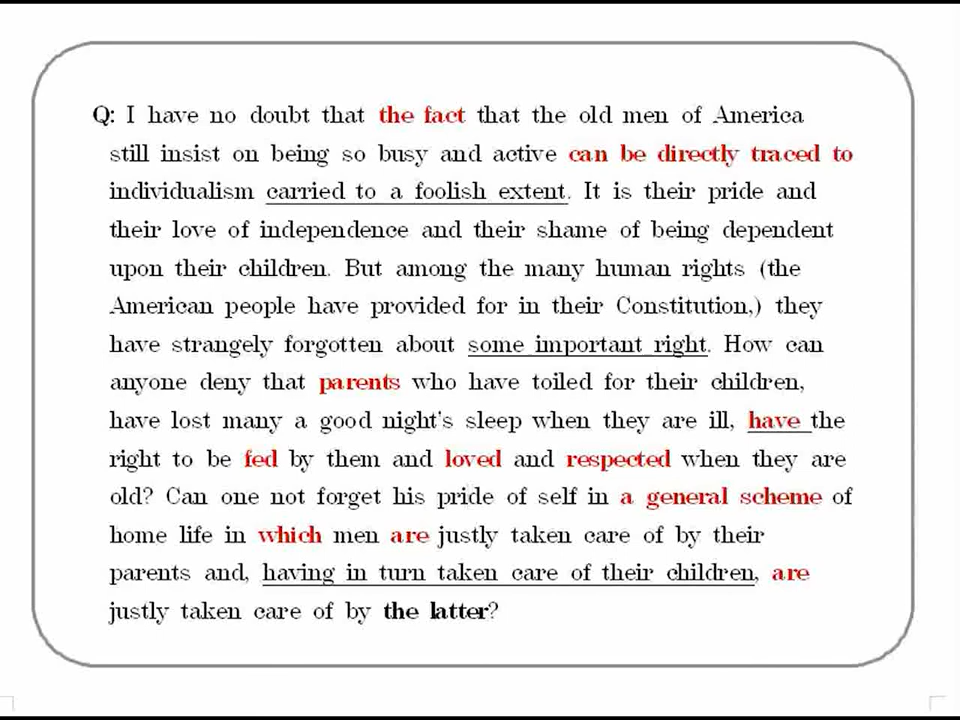 Q: I have no doubt that the fact that the old men of America
still insist on being so busy and active can be directly traced to
individualism carried to a foolish extent. It is their pride and
their love of independence and their shame of being dependent
upon their children. But among the many human rights (the
American people have provided for in their Constitution,) they
have strangely forgotten about some important right. How can
anyone deny that parents who have toiled for their children,
have lost many a good night's sleep when they are ill, have the
right to be fed by them and loved and respected when they are
old? Can one not forget his pride of self in a general scheme of
home life in which men are justly taken care of by their
parents and, having in turn taken care of their children, are
justly taken care of by the latter?